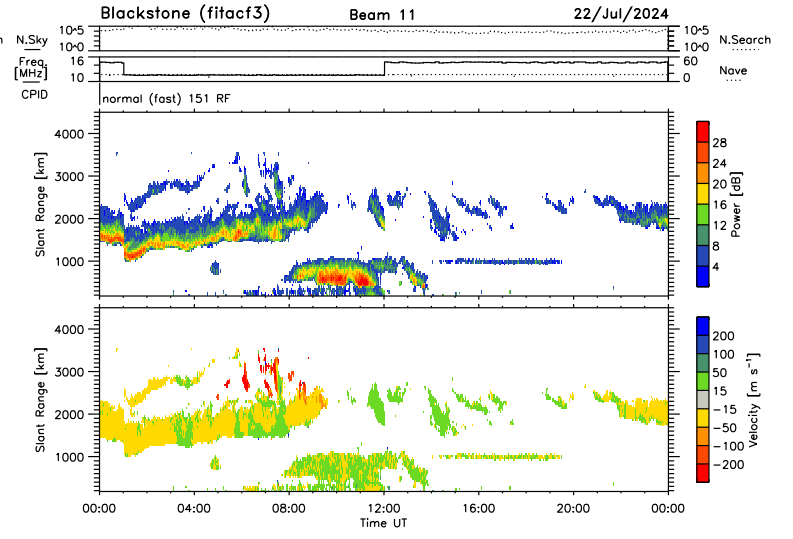 Blackstone (fitacf3) Beam 11 22/Jul/2024
n N.Sky 10^5 10^0 10^5 10^0 N.Search
Freq. [MHz] 16 10 60 0 Nave
CPID normal (fast) 151 RF
Slant Range [km] 4000 3000 2000 1000
28 24 20 16 12 8 4 Power [dB]
Slant Range [km] 4000 3000 2000 1000
200 100 50 15 −15 −50 −100 −200 Velocity [m s⁻¹]
00:00 04:00 08:00 12:00 16:00 20:00 00:00
Time UT